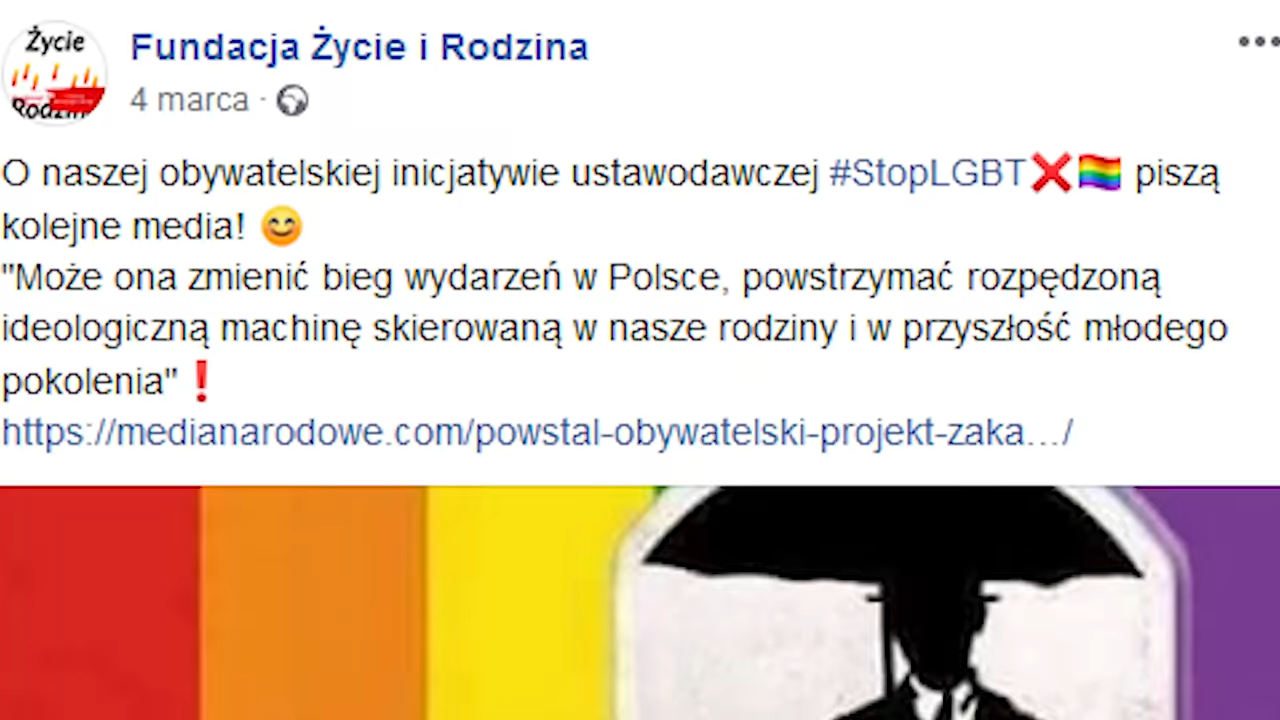 Życie
Rodzin
Fundacja Życie i Rodzina
4 marca ·
O naszej obywatelskiej inicjatywie ustawodawczej #StopLGBT❌🏳️‍🌈 piszą
kolejne media! 😊
"Może ona zmienić bieg wydarzeń w Polsce, powstrzymać rozpędzoną
ideologiczną machinę skierowaną w nasze rodziny i w przyszłość młodego
pokolenia"❗
https://medianarodowe.com/powstal-obywatelski-projekt-zaka.../